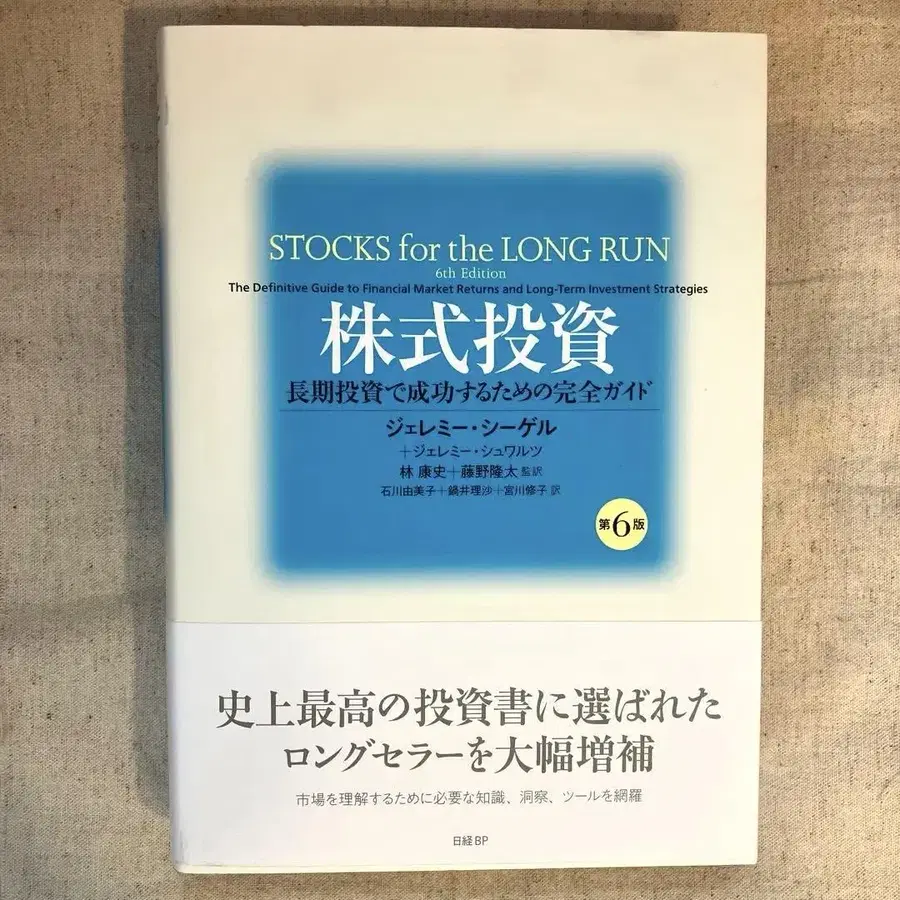 STOCKS for the LONG RUN
6th Edition
The Definitive Guide to Financial Market Returns and Long-Term Investment Strategies
株式投資
長期投資で成功するための完全ガイド
ジェレミー・シーゲル
+ジェレミー・シュワルツ
林 康史+藤野隆太 監訳
石川由美子+鍋井理沙+宮川修子 訳
第6版
史上最高の投資書に選ばれた
ロングセラーを大幅増補
市場を理解するために必要な知識、洞察、ツールを網羅
日経BP